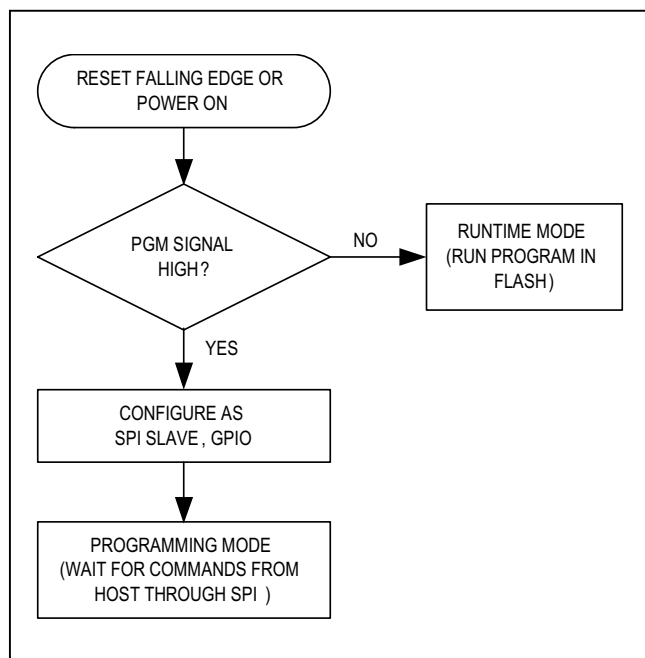 RESET FALLING EDGE OR
POWER ON
PGM SIGNAL
HIGH?
NO
RUNTIME MODE
(RUN PROGRAM IN
FLASH)
YES
CONFIGURE AS
SPI SLAVE, GPIO
PROGRAMMING MODE
(WAIT FOR COMMANDS FROM
HOST THROUGH SPI )